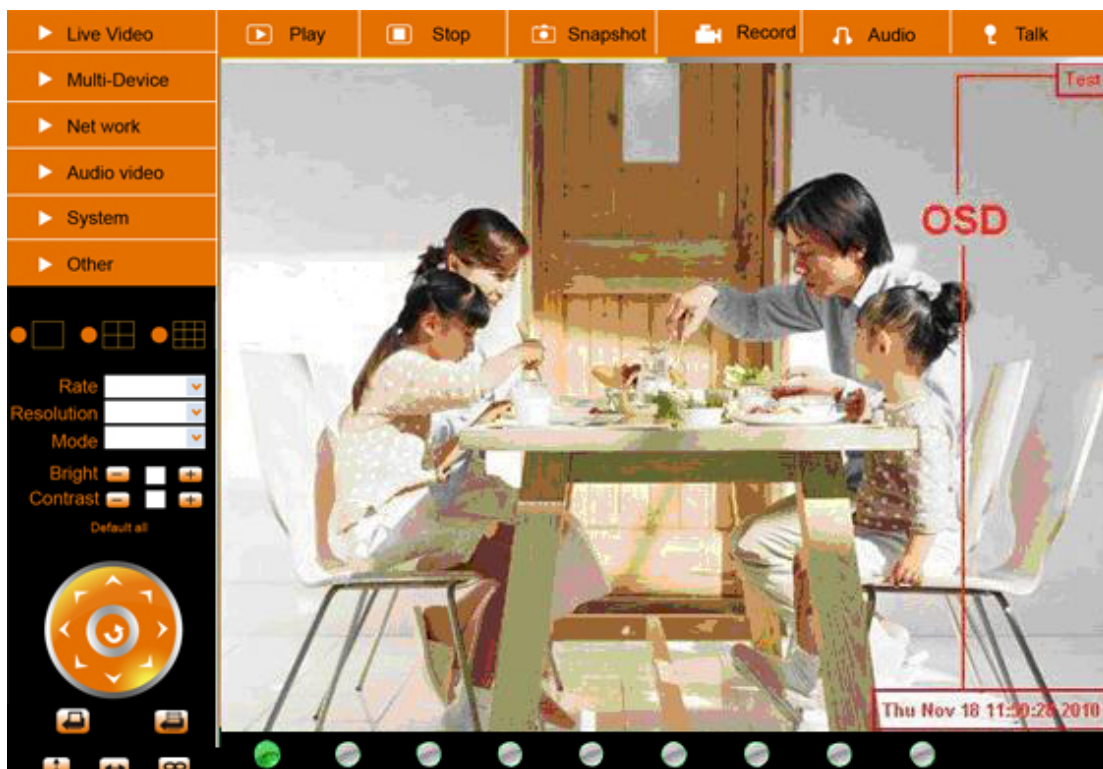 Live Video
Play
Stop
Snapshot
Record
Audio
Talk
Multi-Device
Net work
Audio video
System
Other
Rate
Resolution
Mode
Bright
Contrast
Default all
Test
OSD
Thu Nov 18 2010